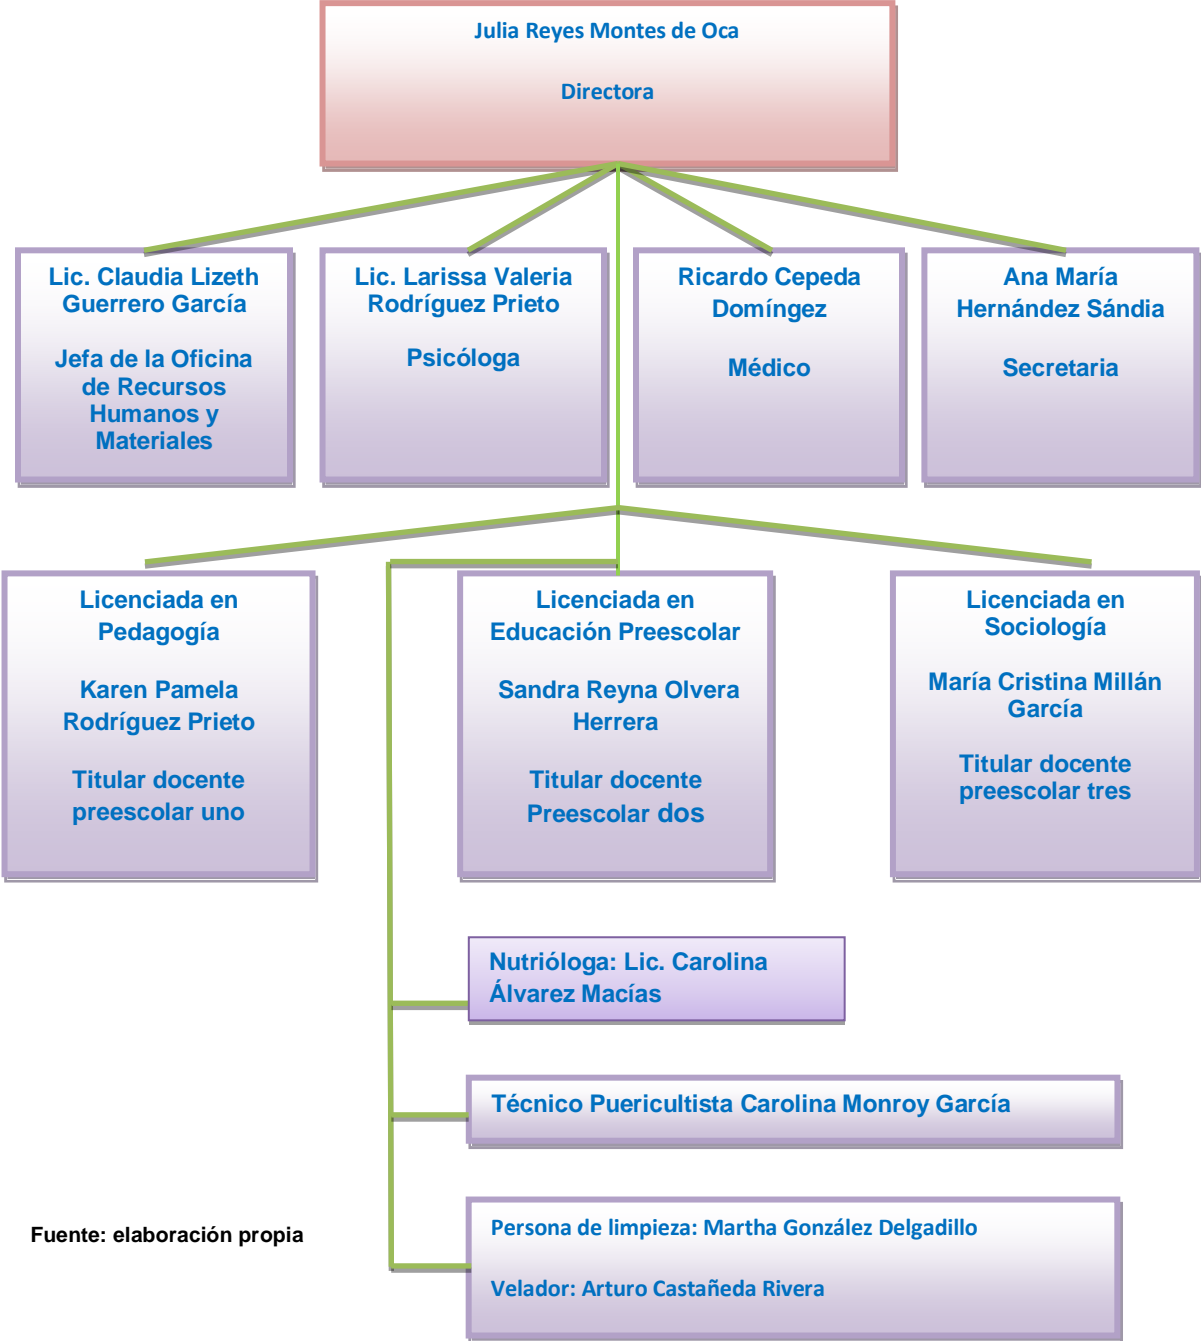 Julia Reyes Montes de Oca
Directora
Lic. Claudia Lizeth
Guerrero García
Jefa de la Oficina
de Recursos
Humanos y
Materiales
Lic. Larissa Valeria
Rodríguez Prieto
Psicóloga
Ricardo Cepeda
Domíngez
Médico
Ana María
Hernández Sándia
Secretaria
Licenciada en
Pedagogía
Karen Pamela
Rodríguez Prieto
Titular docente
preescolar uno
Licenciada en
Educación Preescolar
Sandra Reyna Olvera
Herrera
Titular docente
Preescolar dos
Licenciada en
Sociología
María Cristina Millán
García
Titular docente
preescolar tres
Nutrióloga: Lic. Carolina
Álvarez Macías
Técnico Puericultista Carolina Monroy García
Persona de limpieza: Martha González Delgadillo
Velador: Arturo Castañeda Rivera
Fuente: elaboración propia